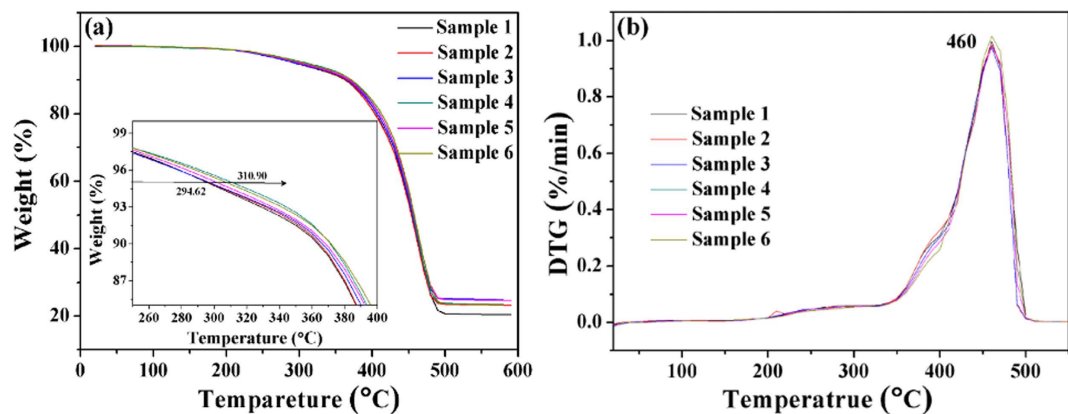 (a)
Sample 1
Sample 2
Sample 3
Sample 4
Sample 5
Sample 6
Weight (%)
100
80
60
40
20
0
100
200
300
400
500
600
Tempareture (°C)
99
96
93
90
87
Weight (%)
310.90
294.62
250
260
280
300
320
340
360
380
400
Temperature (°C)
(b)
460
Sample 1
Sample 2
Sample 3
Sample 4
Sample 5
Sample 6
DTG (%/min)
1.0
0.8
0.6
0.4
0.2
0.0
100
200
300
400
500
Temperatrue (°C)